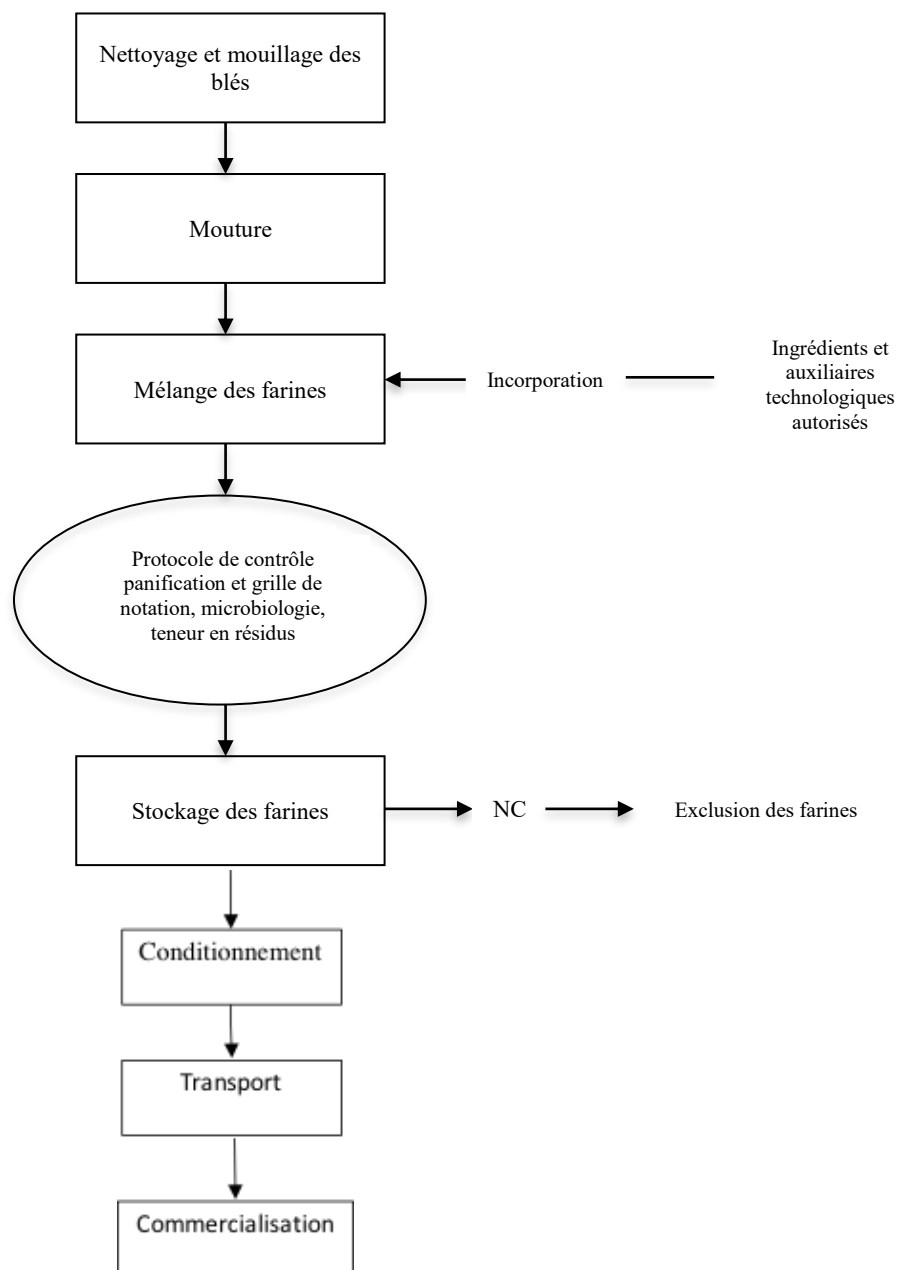 Nettoyage et mouillage des
blés
Mouture
Mélange des farines
Incorporation
Ingrédients et
auxiliaires
technologiques
autorisés
Protocole de contrôle
panification et grille de
notation, microbiologie,
teneur en résidus
Stockage des farines
NC
Exclusion des farines
Conditionnement
Transport
Commercialisation